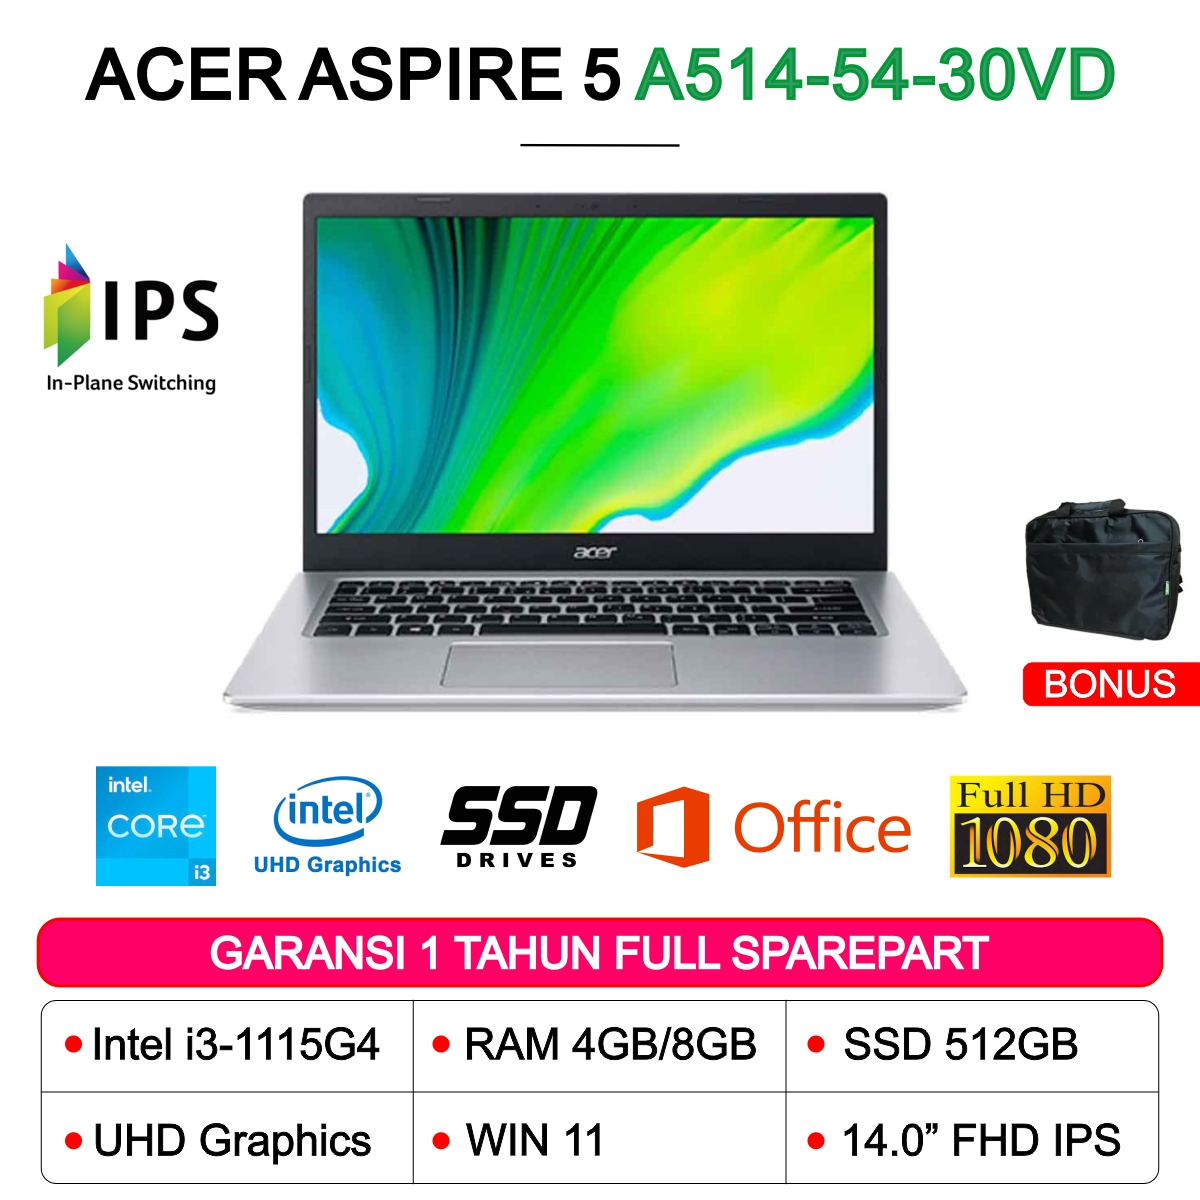 ACER ASPIRE 5 A514-54-30VD
IPS
In-Plane Switching
acer
BONUS
intel.
CORE
i3
intel
UHD Graphics
SSD
DRIVES
Office
Full HD
1080
GARANSI 1 TAHUN FULL SPAREPART
• Intel i3-1115G4
• RAM 4GB/8GB
• SSD 512GB
• UHD Graphics
• WIN 11
• 14.0” FHD IPS